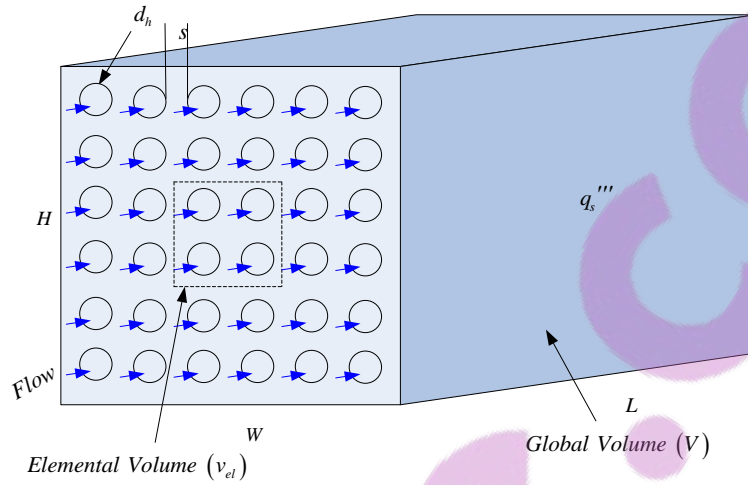 d_h
s
q_s'''
H
Flow
L
W
Global Volume (V)
Elemental Volume (v_el)